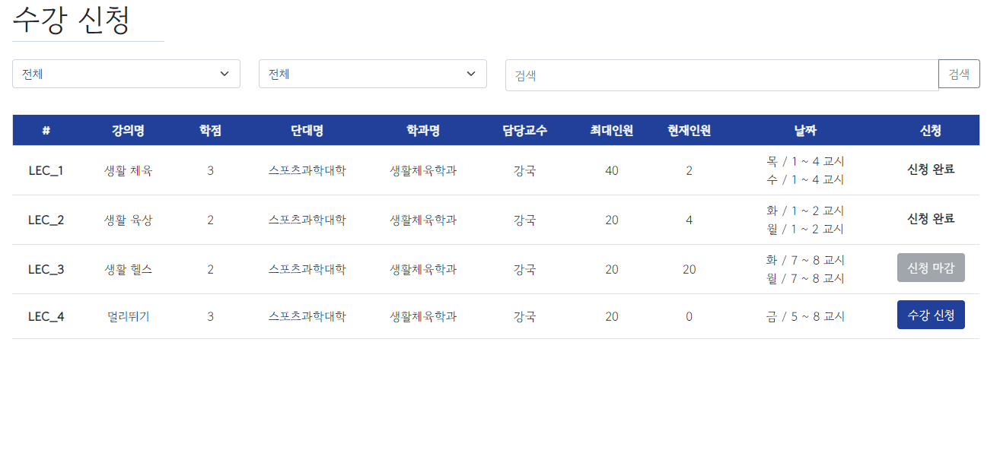 수강 신청
전체 전체 검색 검색
# 강의명 학점 단대명 학과명 담당교수 최대인원 현재인원 날짜 신청
LEC_1 생활 체육 3 스포츠과학대학 생활체육학과 강국 40 2 목 / 1 ~ 4 교시 신청 완료
수 / 1 ~ 4 교시
LEC_2 생활 육상 2 스포츠과학대학 생활체육학과 강국 20 4 화 / 1 ~ 2 교시 신청 완료
월 / 1 ~ 2 교시
LEC_3 생활 헬스 2 스포츠과학대학 생활체육학과 강국 20 20 화 / 7 ~ 8 교시 신청 마감
월 / 7 ~ 8 교시
LEC_4 멀리뛰기 3 스포츠과학대학 생활체육학과 강국 20 0 금 / 5 ~ 8 교시 수강 신청